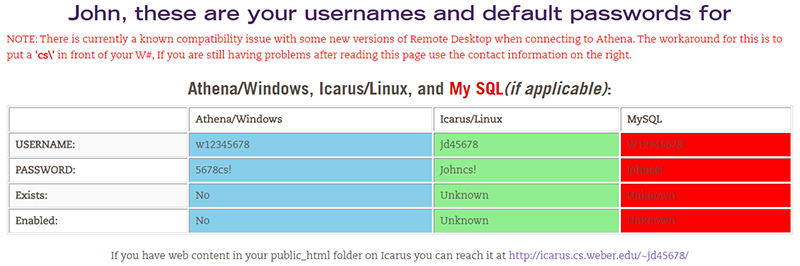 John, these are your usernames and default passwords for
NOTE: There is currently a known compatibility issue with some new versions of Remote Desktop when connecting to Athena. The workaround for this is to
put a 'cs\' in front of your W#, If you are still having problems after reading this page use the contact information on the right.
Athena/Windows, Icarus/Linux, and My SQL(if applicable):
Athena/Windows Icarus/Linux MySQL
USERNAME: w12345678 jd45678 W12345678
PASSWORD: 5678cs! Johncs! Johncs!
Exists: No Unknown Unknown
Enabled: No Unknown Unknown
If you have web content in your public_html folder on Icarus you can reach it at http://icarus.cs.weber.edu/~jd45678/